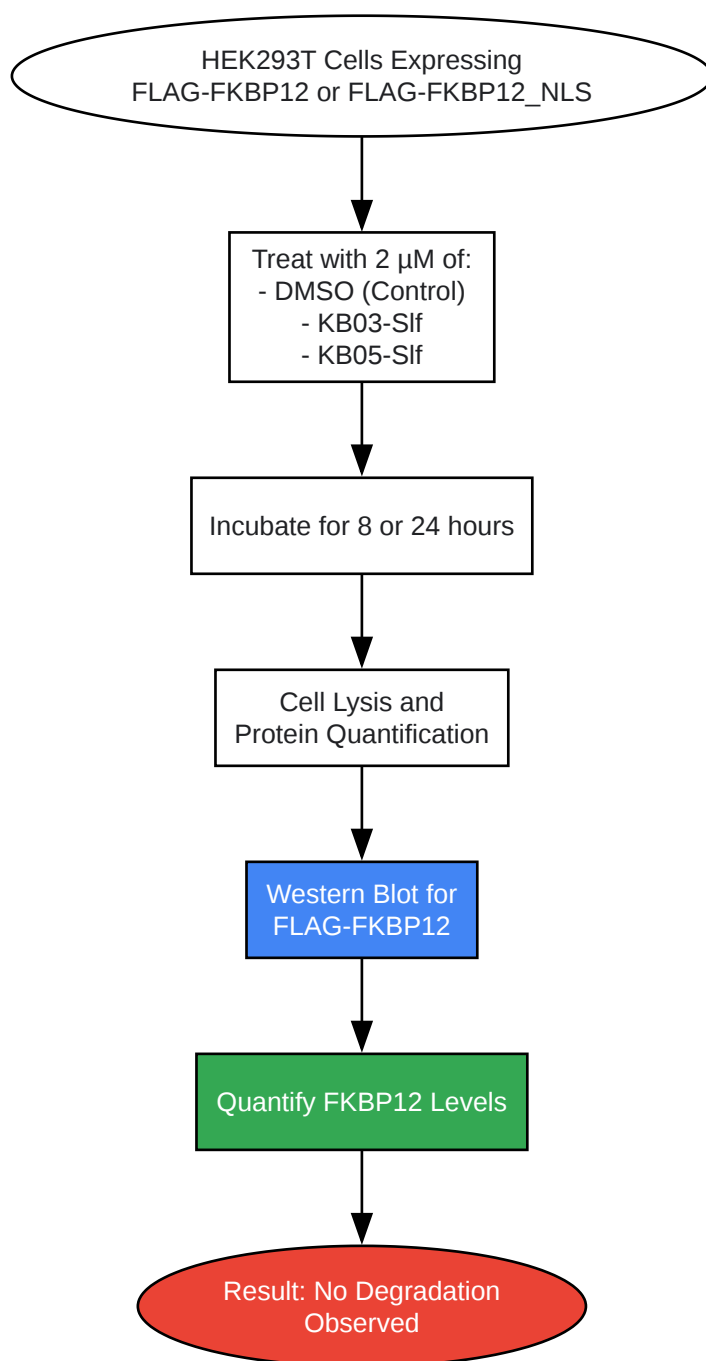 HEK293T Cells Expressing
FLAG-FKBP12 or FLAG-FKBP12_NLS
Treat with 2 µM of:
- DMSO (Control)
- KB03-Slf
- KB05-Slf
Incubate for 8 or 24 hours
Cell Lysis and
Protein Quantification
Western Blot for
FLAG-FKBP12
Quantify FKBP12 Levels
Result: No Degradation
Observed